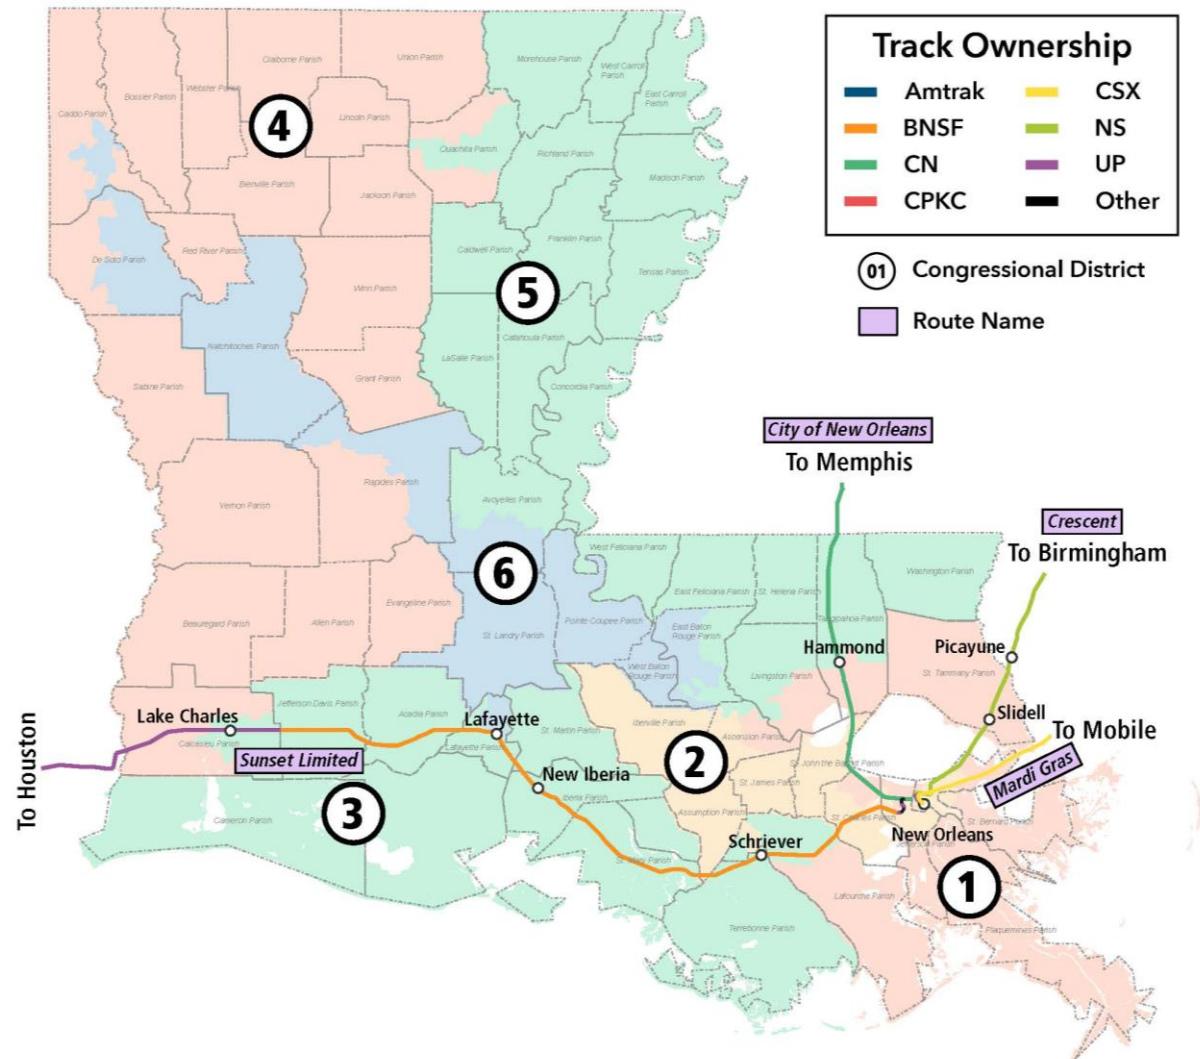 Track Ownership
Amtrak
CSX
BNSF
NS
CN
UP
CPKC
Other
01
Congressional District
Route Name
Claiborne Parish
Union Parish
Morehouse Parish
West Carroll
Parish
East Carroll
Parish
Webster Parish
Bossier Parish
Caddo Parish
4
Lincoln Parish
Ouachita Parish
Richland Parish
Madison Parish
Bienville Parish
Jackson Parish
De Soto Parish
Red River Parish
Caldwell Parish
Franklin Parish
Tensas Parish
5
Winn Parish
Natchitoches Parish
Catahoula Parish
LaSalle Parish
Sabine Parish
Grant Parish
Concordia Parish
City of New Orleans
To Memphis
Rapides Parish
Vernon Parish
Avoyelles Parish
Crescent
To Birmingham
6
West Feliciana Parish
East Feliciana Parish
St. Helena Parish
Washington Parish
Tangipahoa Parish
Beauregard Parish
Allen Parish
Evangeline Parish
St. Landry Parish
Pointe Coupee Parish
East Baton
Rouge Parish
West Baton
Rouge Parish
Livingston Parish
Hammond
Picayune
St. Tammany Parish
Jefferson Davis Parish
Acadia Parish
Lafayette
Lafayette Parish
St. Martin Parish
Iberville Parish
Ascension Parish
Lake Charles
Calcasieu Parish
Slidell
To Mobile
To Houston
Sunset Limited
Mardi Gras
2
St. John the Baptist Parish
St. James Parish
New Iberia
Iberia Parish
Assumption Parish
St. Charles Parish
St. Bernard Parish
Cameron Parish
3
New Orleans
Jefferson Parish
Schriever
St. Mary Parish
1
Lafourche Parish
Terrebonne Parish
Plaquemines Parish